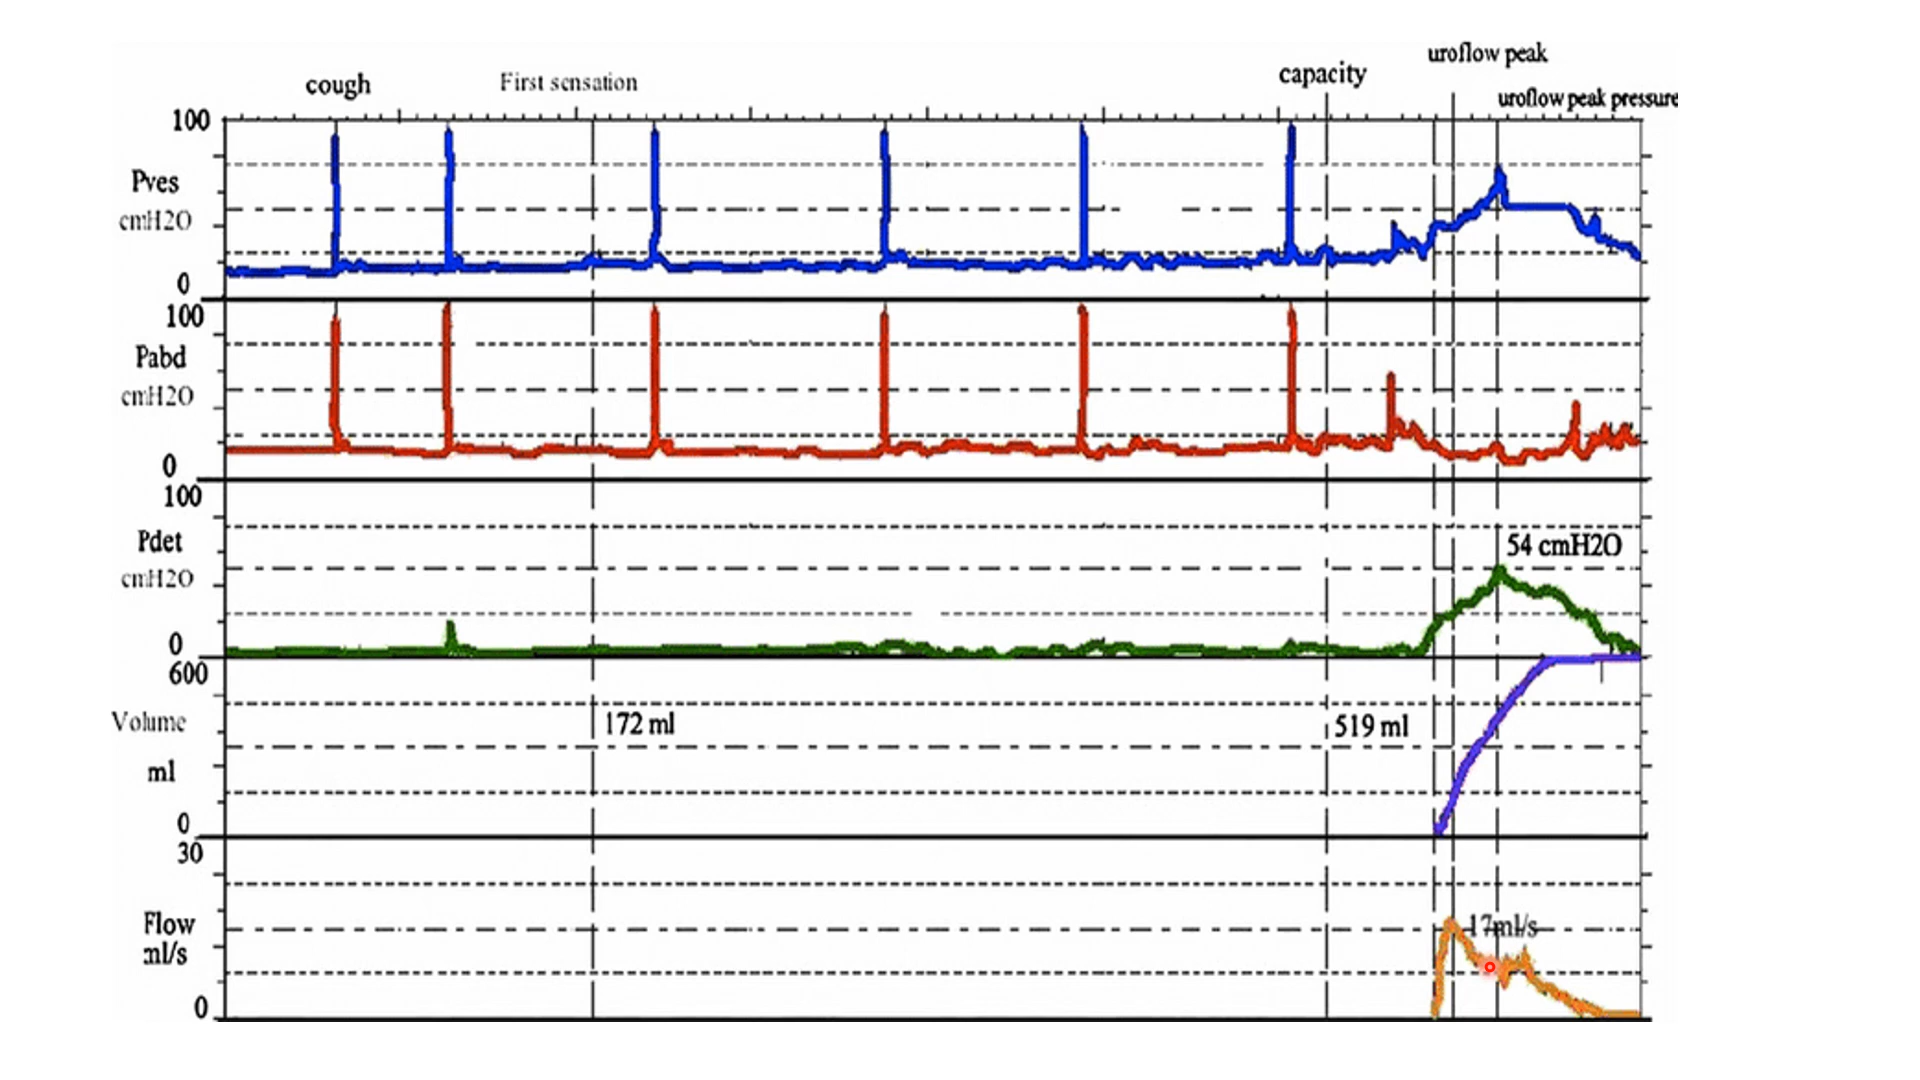 uroflow peak
cough
First sensation
capacity
uroflow peak pressure
100
Pves
cmH2O
0
100
Pabd
cmH2O
0
100
Pdet
cmH2O
0
54 cmH2O
600
Volume
ml
0
172 ml
519 ml
30
Flow
ml/s
0
17ml/s